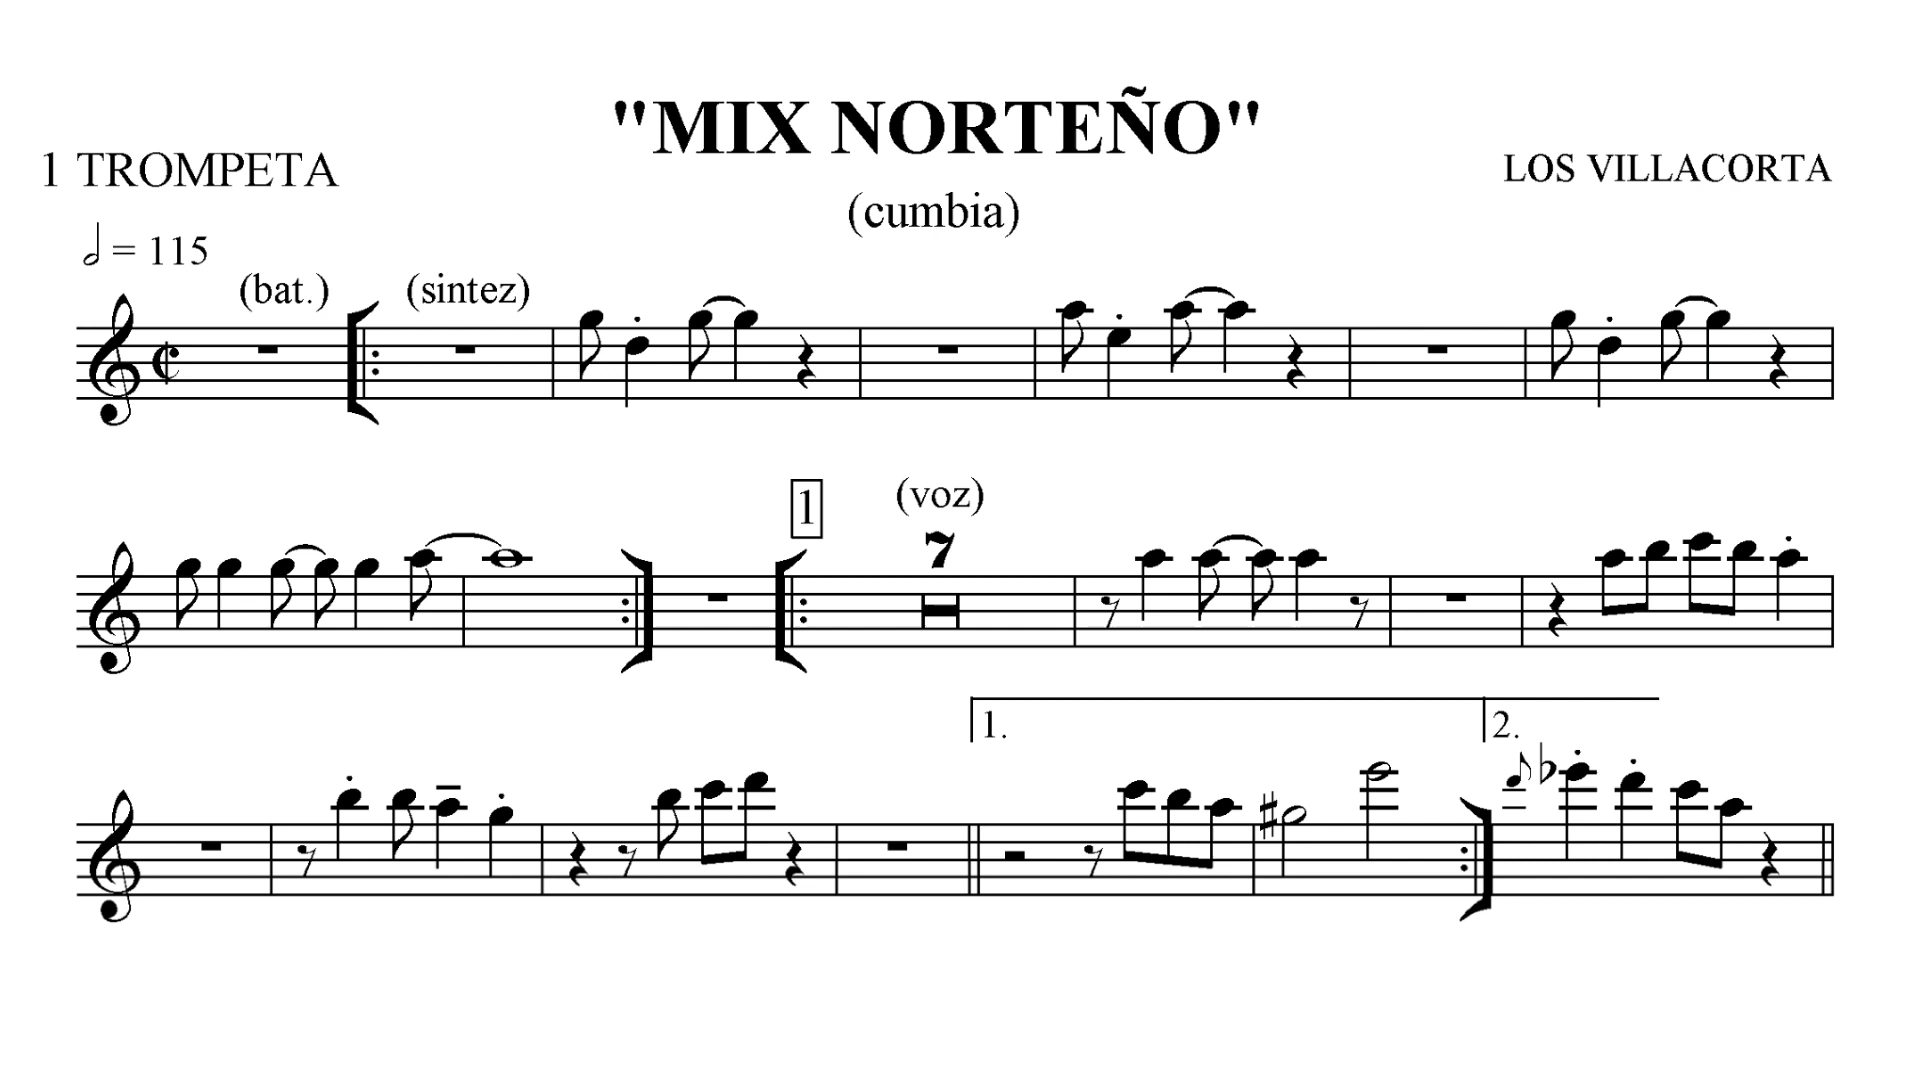 "MIX NORTEÑO"
1 TROMPETA
LOS VILLACORTA
(cumbia)
= 115
(bat.) (sintez)
1 (voz)
7
1. 2.